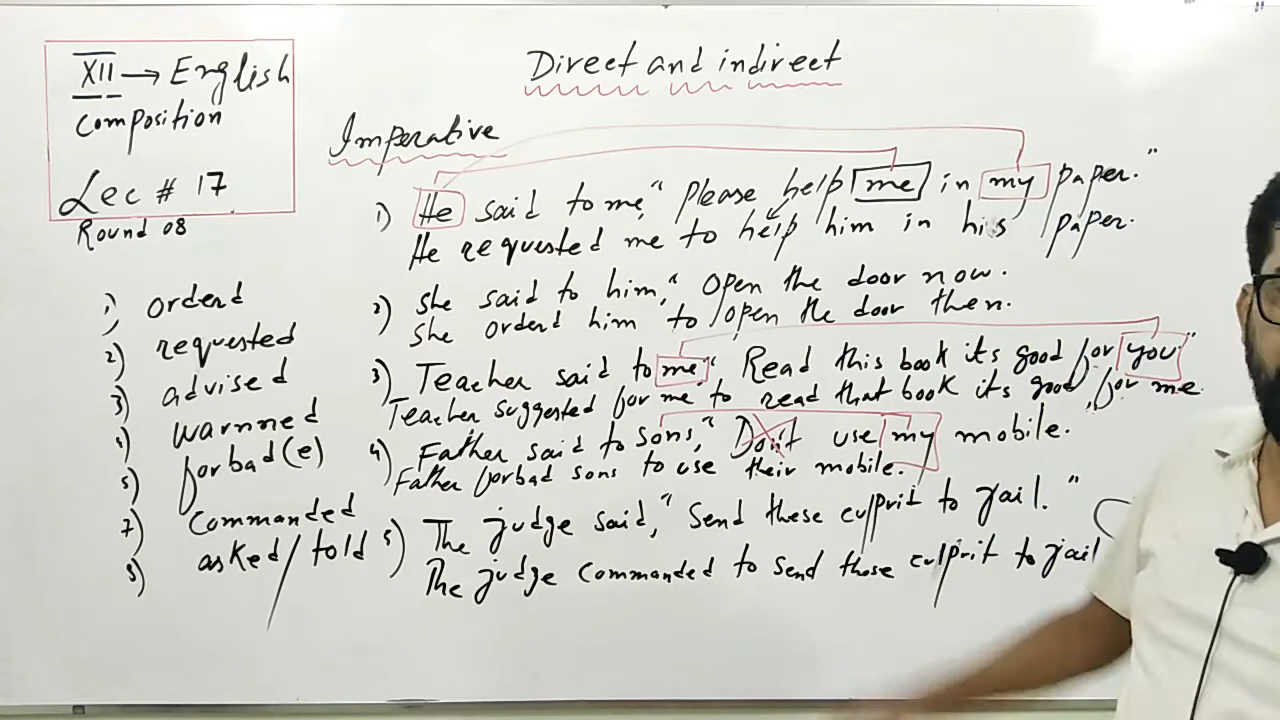 XII → English
composition
Lec # 17
Round 08
Direct and indirect
Imperative
1) He said to me," Please help me in my paper."
He requested me to help him in his paper.
2) She said to him," Open the door now.
She orderd him to open the door then.
3) Teacher said to me" Read this book its good for you."
Teacher suggested for me to read that book its good for me.
4) Father said to sons," Don't use my mobile.
Father forbad sons to use their mobile.
5) The judge said," Send these culprit to jail."
The judge commanded to send those culprit to jail
1) orderd
2) requested
3) advised
4) warnned
5) forbad(e)
7) commanded
8) asked/told